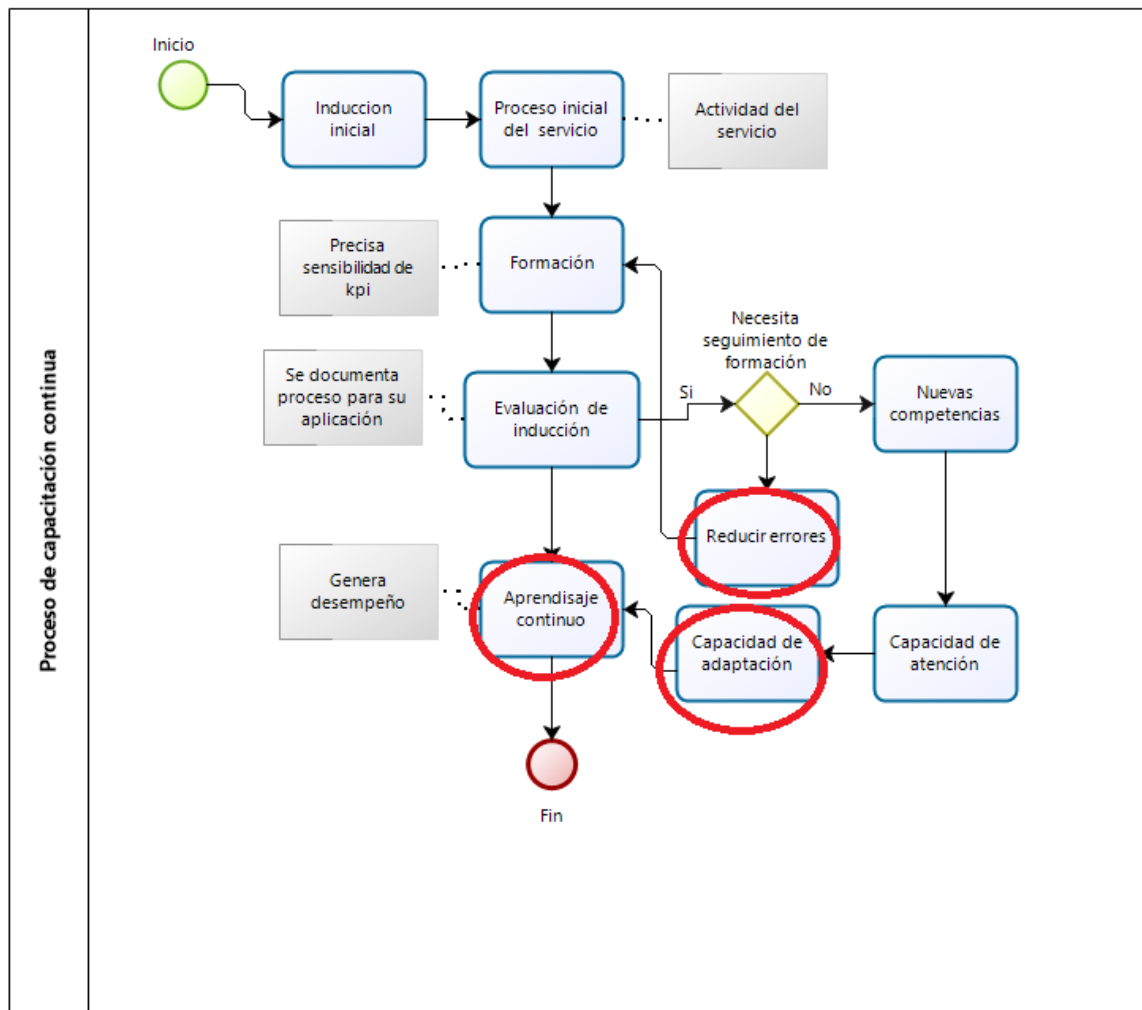 Proceso de capacitación continua
Inicio
Induccion
inicial
Proceso inicial
del servicio
Actividad del
servicio
Precisa
sensibilidad de
kpi
Formación
Necesita
seguimiento de
formación
Se documenta
proceso para su
aplicación
Evaluación de
inducción
Si
No
Nuevas
competencias
Reducir errores
Genera
desempeño
Aprendisaje
continuo
Capacidad de
adaptación
Capacidad de
atención
Fin